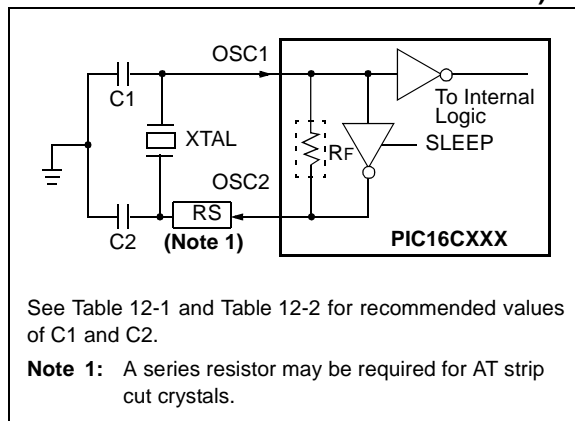 OSC1
C1
To Internal
Logic
XTAL
SLEEP
RF
OSC2
RS
C2
(Note 1)
PIC16CXXX
See Table 12-1 and Table 12-2 for recommended values
of C1 and C2.
Note 1: A series resistor may be required for AT strip
cut crystals.